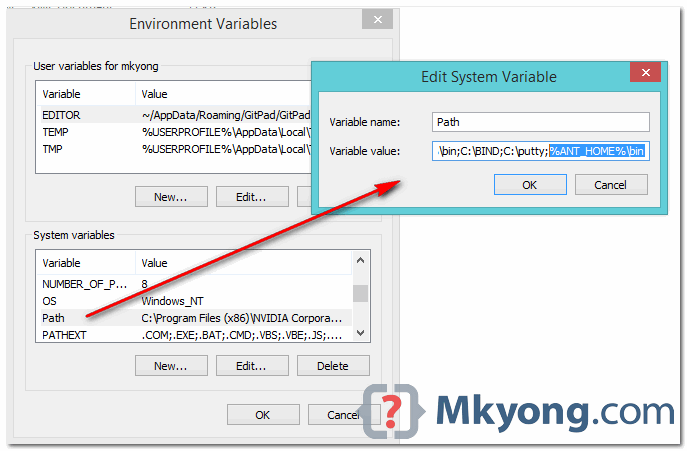 Environment Variables
User variables for mkyong
Variable Value
EDITOR ~/AppData/Roaming/GitPad/GitPad
TEMP %USERPROFILE%\AppData\Local\
TMP %USERPROFILE%\AppData\Local\
New... Edit...
System variables
Variable Value
NUMBER_OF_P... 8
OS Windows_NT
Path C:\Program Files (x86)\NVIDIA Corpora...
PATHEXT .COM;.EXE;.BAT;.CMD;.VBS;.VBE;.JS;....
New... Edit... Delete
OK Cancel
Edit System Variable
Variable name: Path
Variable value: \bin;C:\BIND;C:\putty;%ANT_HOME%\bin
OK Cancel
Mkyong.com